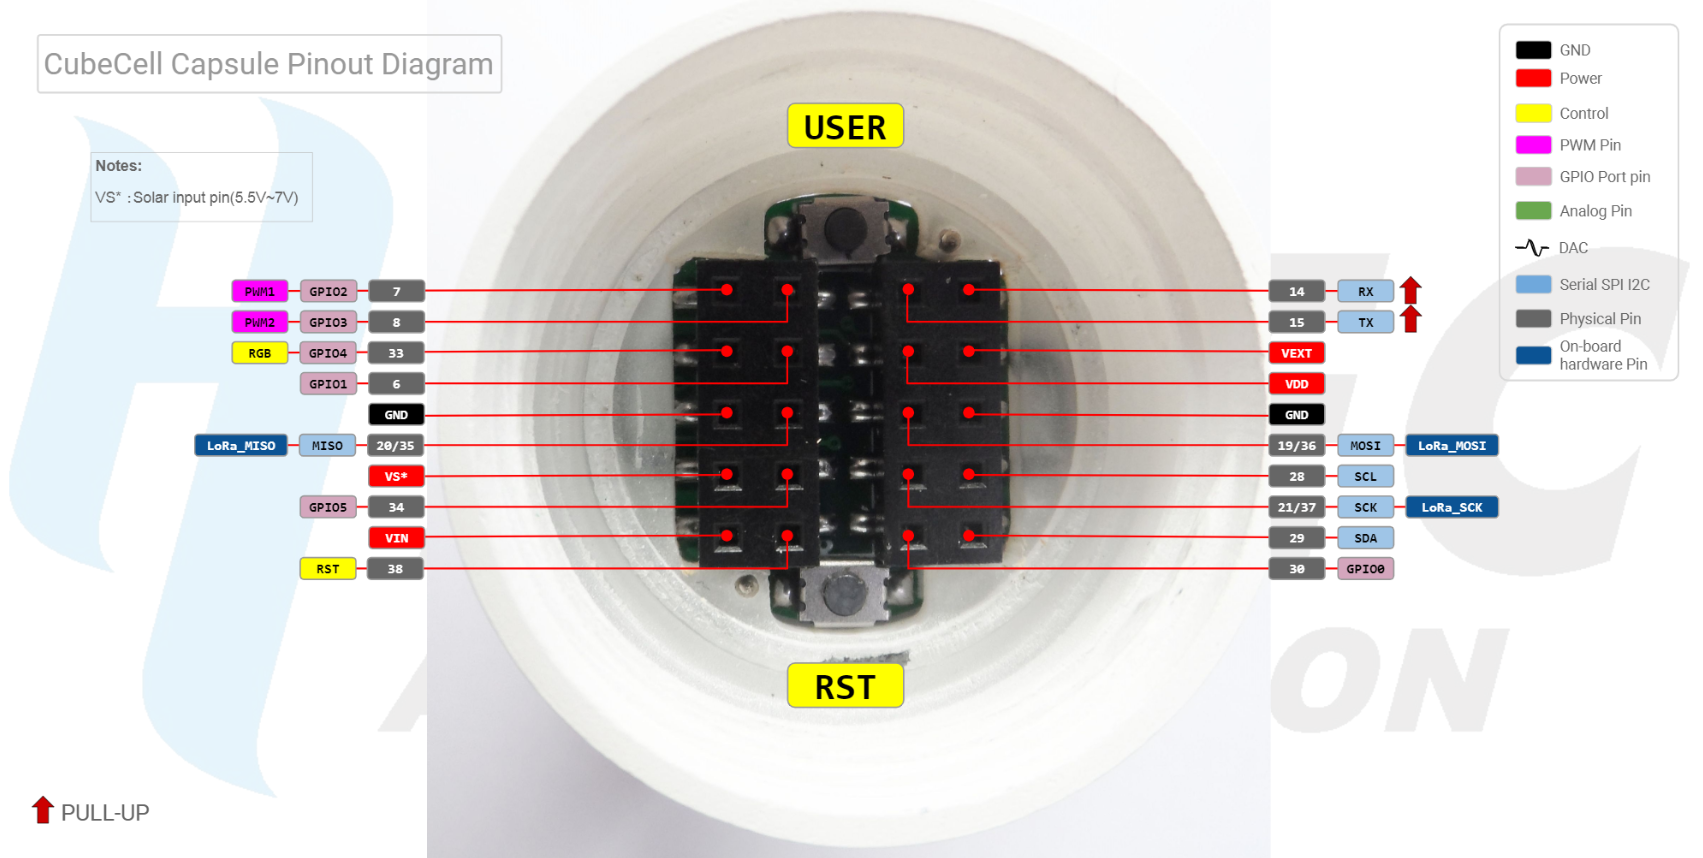 CubeCell Capsule Pinout Diagram
Notes:
VS* : Solar input pin(5.5V~7V)
USER
PWM1 GPIO2 7
PWM2 GPIO3 8
RGB GPIO4 33
GPIO1 6
GND
LoRa_MISO MISO 20/35
VS*
GPIO5 34
VIN
RST 38
14 RX
15 TX
VEXT
VDD
GND
19/36 MOSI LoRa_MOSI
28 SCL
21/37 SCK LoRa_SCK
29 SDA
30 GPIO0
RST
PULL-UP
GND
Power
Control
PWM Pin
GPIO Port pin
Analog Pin
DAC
Serial SPI I2C
Physical Pin
On-board
hardware Pin